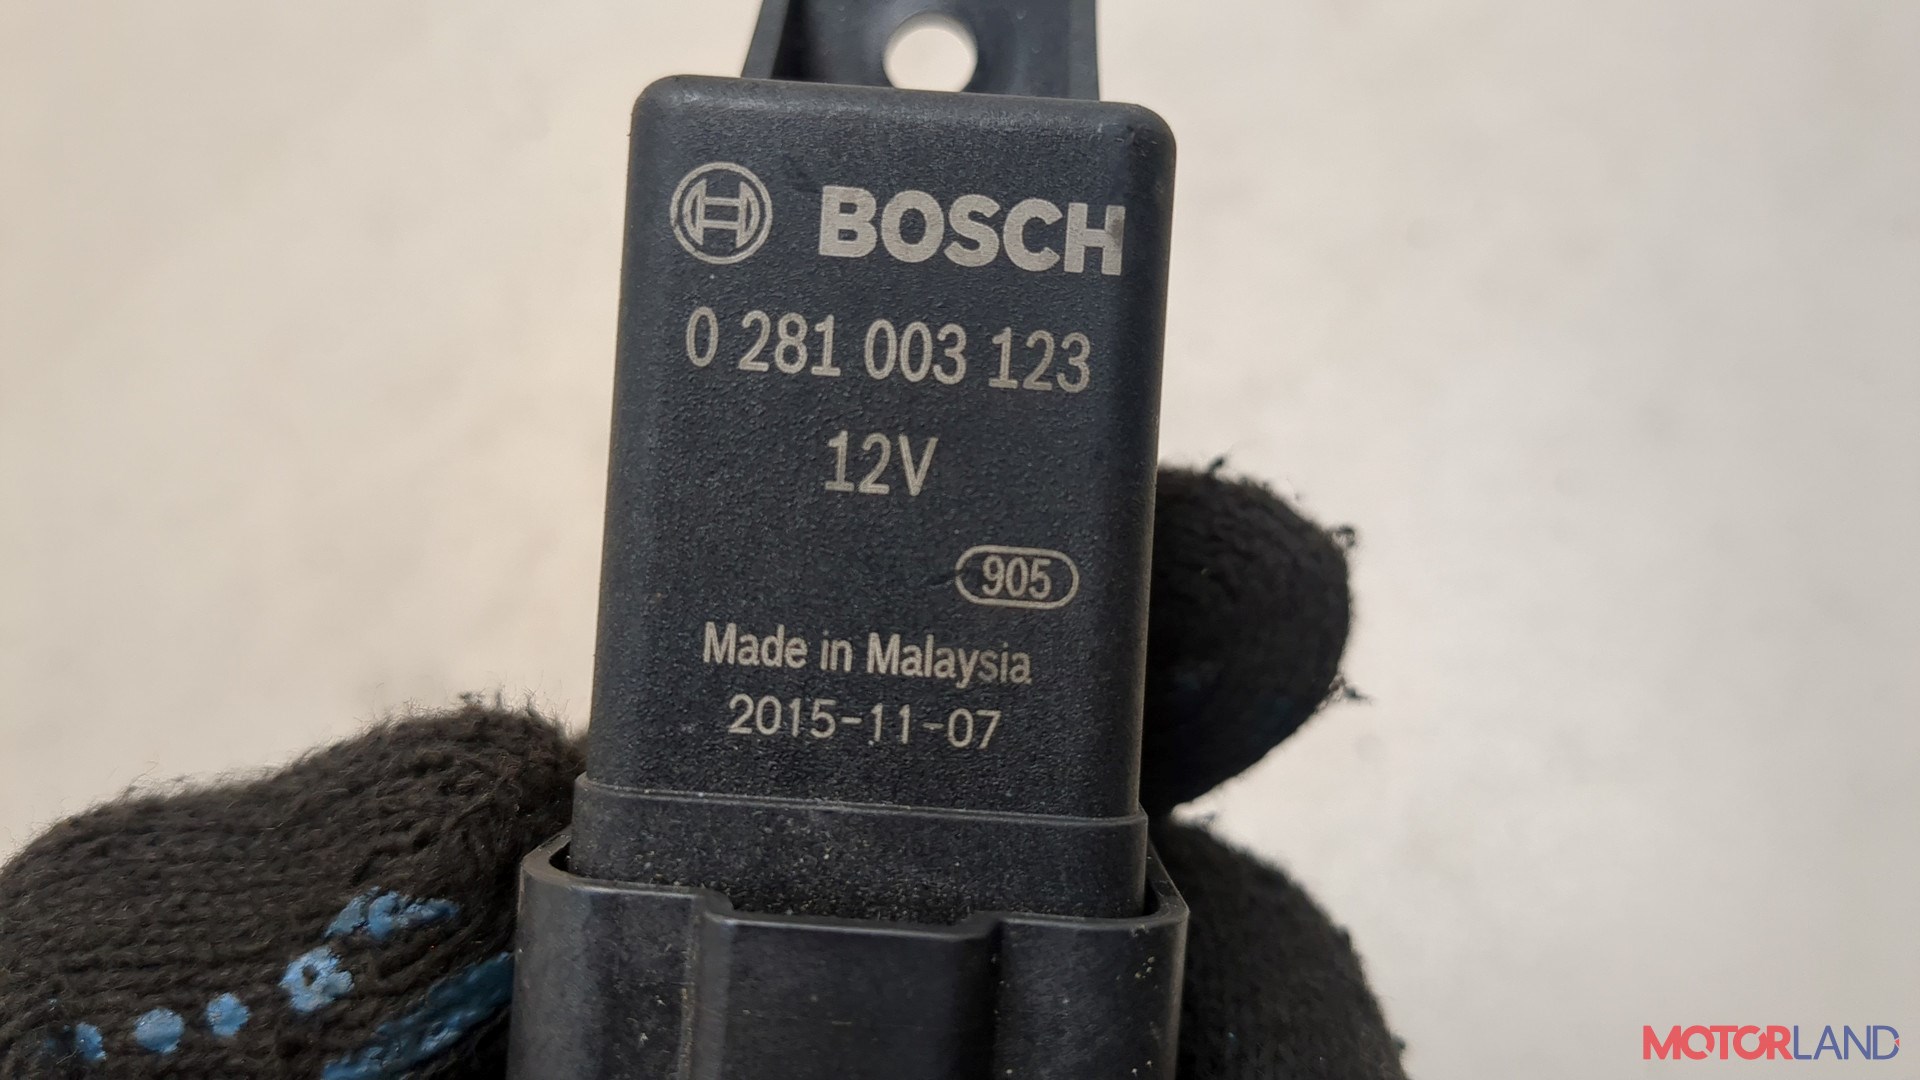 BOSCH
0 281 003 123
12V
905
Made in Malaysia
2015-11-07
MOTORLAND